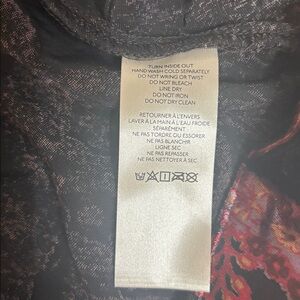 TURN INSIDE OUT
HAND WASH COLD SEPARATELY
DO NOT WRING OR TWIST
DO NOT BLEACH
LINE DRY
DO NOT IRON
DO NOT DRY CLEAN
RETOURNER À L'ENVERS
LAVER À LA MAIN À L'EAU FROIDE
SÉPARÉMENT
NE PAS TORDRE OU ESSORER
NE PAS BLANCHIR
LIGNE SEC
NE PAS REPASSER
NE PAS NETTOYER À SEC